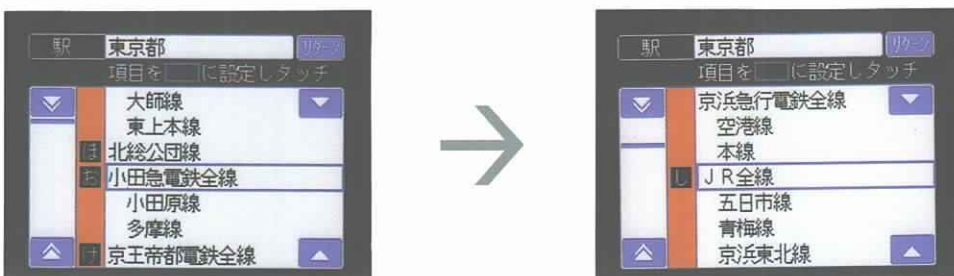 駅 東京都 リターン
項目を に設定しタッチ
大師線
東上本線
ほ 北総公団線
ち 小田急電鉄全線
小田原線
多摩線
け 京王帝都電鉄全線
駅 東京都 リターン
項目を に設定しタッチ
京浜急行電鉄全線
空港線
本線
し JR全線
五日市線
青梅線
京浜東北線